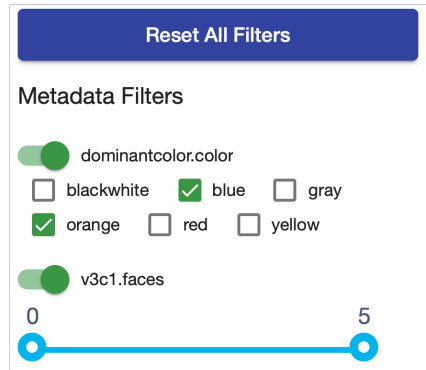 Reset All Filters
Metadata Filters
dominantcolor.color
blackwhite blue gray
orange red yellow
v3c1.faces
0 5